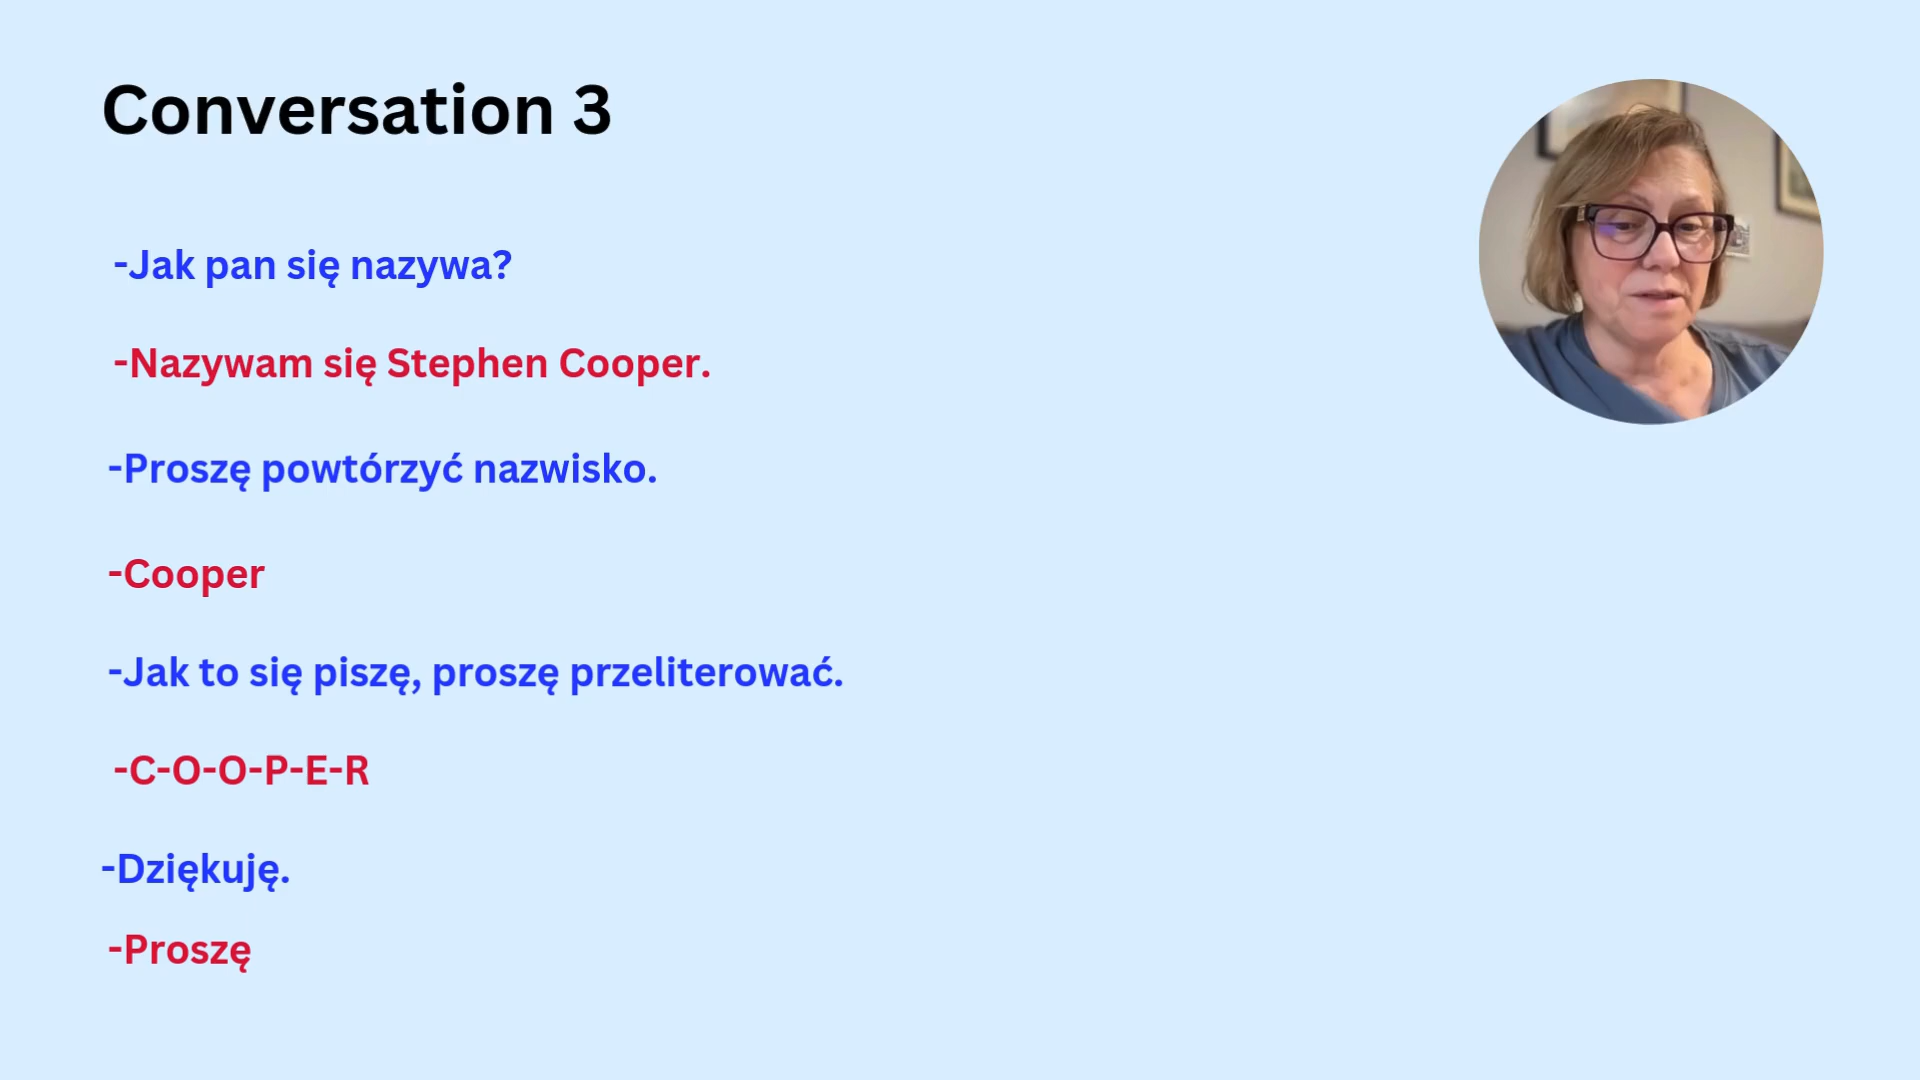 Conversation 3
-Jak pan się nazywa?
-Nazywam się Stephen Cooper.
-Proszę powtórzyć nazwisko.
-Cooper
-Jak to się piszę, proszę przeliterować.
-C-O-O-P-E-R
-Dziękuję.
-Proszę